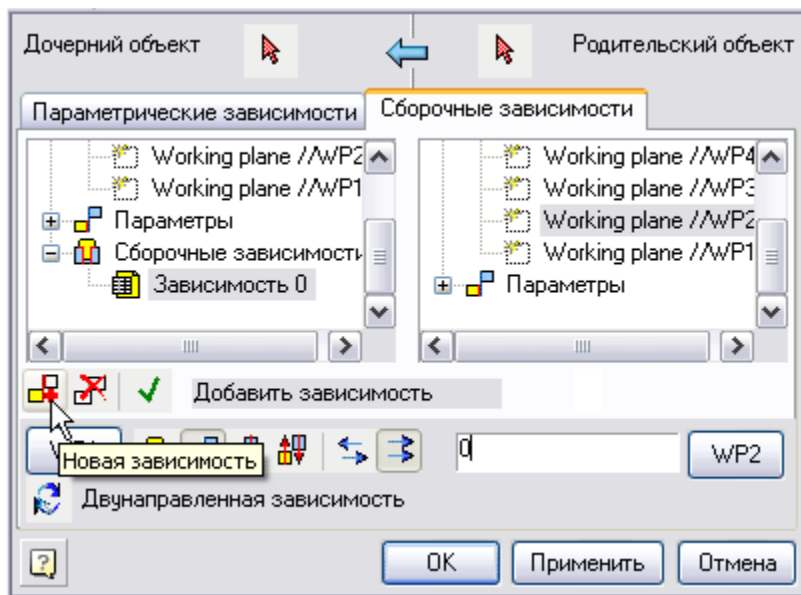 Дочерний объект
Родительский объект
Параметрические зависимости
Сборочные зависимости
Working plane //WP2
Working plane //WP1
Параметры
Сборочные зависимости
Зависимость 0
Working plane //WP4
Working plane //WP3
Working plane //WP2
Working plane //WP1
Параметры
Добавить зависимость
Новая зависимость
0
WP2
Двунаправленная зависимость
OK
Применить
Отмена